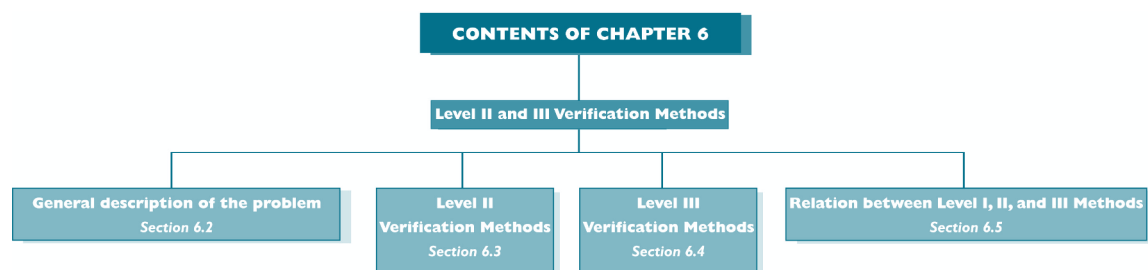 CONTENTS OF CHAPTER 6
Level II and III Verification Methods
General description of the problem
Section 6.2
Level II
Verification Methods
Section 6.3
Level III
Verification Methods
Section 6.4
Relation between Level I, II, and III Methods
Section 6.5